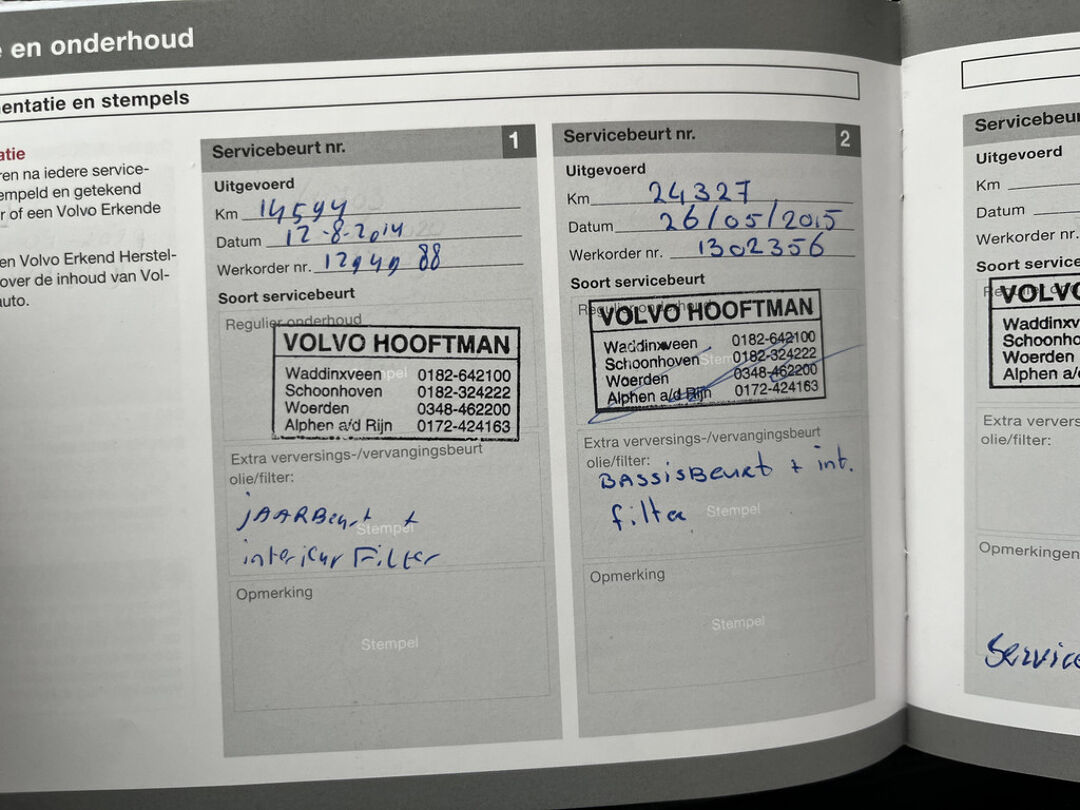 e en onderhoud
entatie en stempels
atie
ren na iedere service-
empeld en getekend
r of een Volvo Erkende
en Volvo Erkend Herstel-
over de inhoud van Vol-
auto.
Servicebeurt nr. 1
Uitgevoerd
Km 14594
Datum 12-8-2014
Werkorder nr.
Soort servicebeurt
Regulier onderhoud
VOLVO HOOFTMAN
Waddinxveen 0182-642100
Schoonhoven 0182-324222
Woerden 0348-462200
Alphen a/d Rijn 0172-424163
Extra verversings-/vervangingsbeurt
olie/filter:
jAARBeurt +
Stempel
interieur Filter
Opmerking
Stempel
Servicebeurt nr. 2
Uitgevoerd
Km 24327
Datum 26/05/2015
Werkorder nr. 1302356
Soort servicebeurt
Regulier onderhoud
VOLVO HOOFTMAN
Waddinxveen 0182-642100
Schoonhoven 0182-324222
Woerden 0348-462200
Alphen a/d Rijn 0172-424163
Extra verversings-/vervangingsbeurt
olie/filter:
BASSisBeurt + int.
filter
Stempel
Opmerking
Stempel
Servicebeur
Uitgevoerd
Km
Datum
Werkorder nr.
Soort service
VOLVO
Waddinxv
Schoonho
Woerden
Alphen a/
Extra ververs
olie/filter:
Opmerkingen
Service